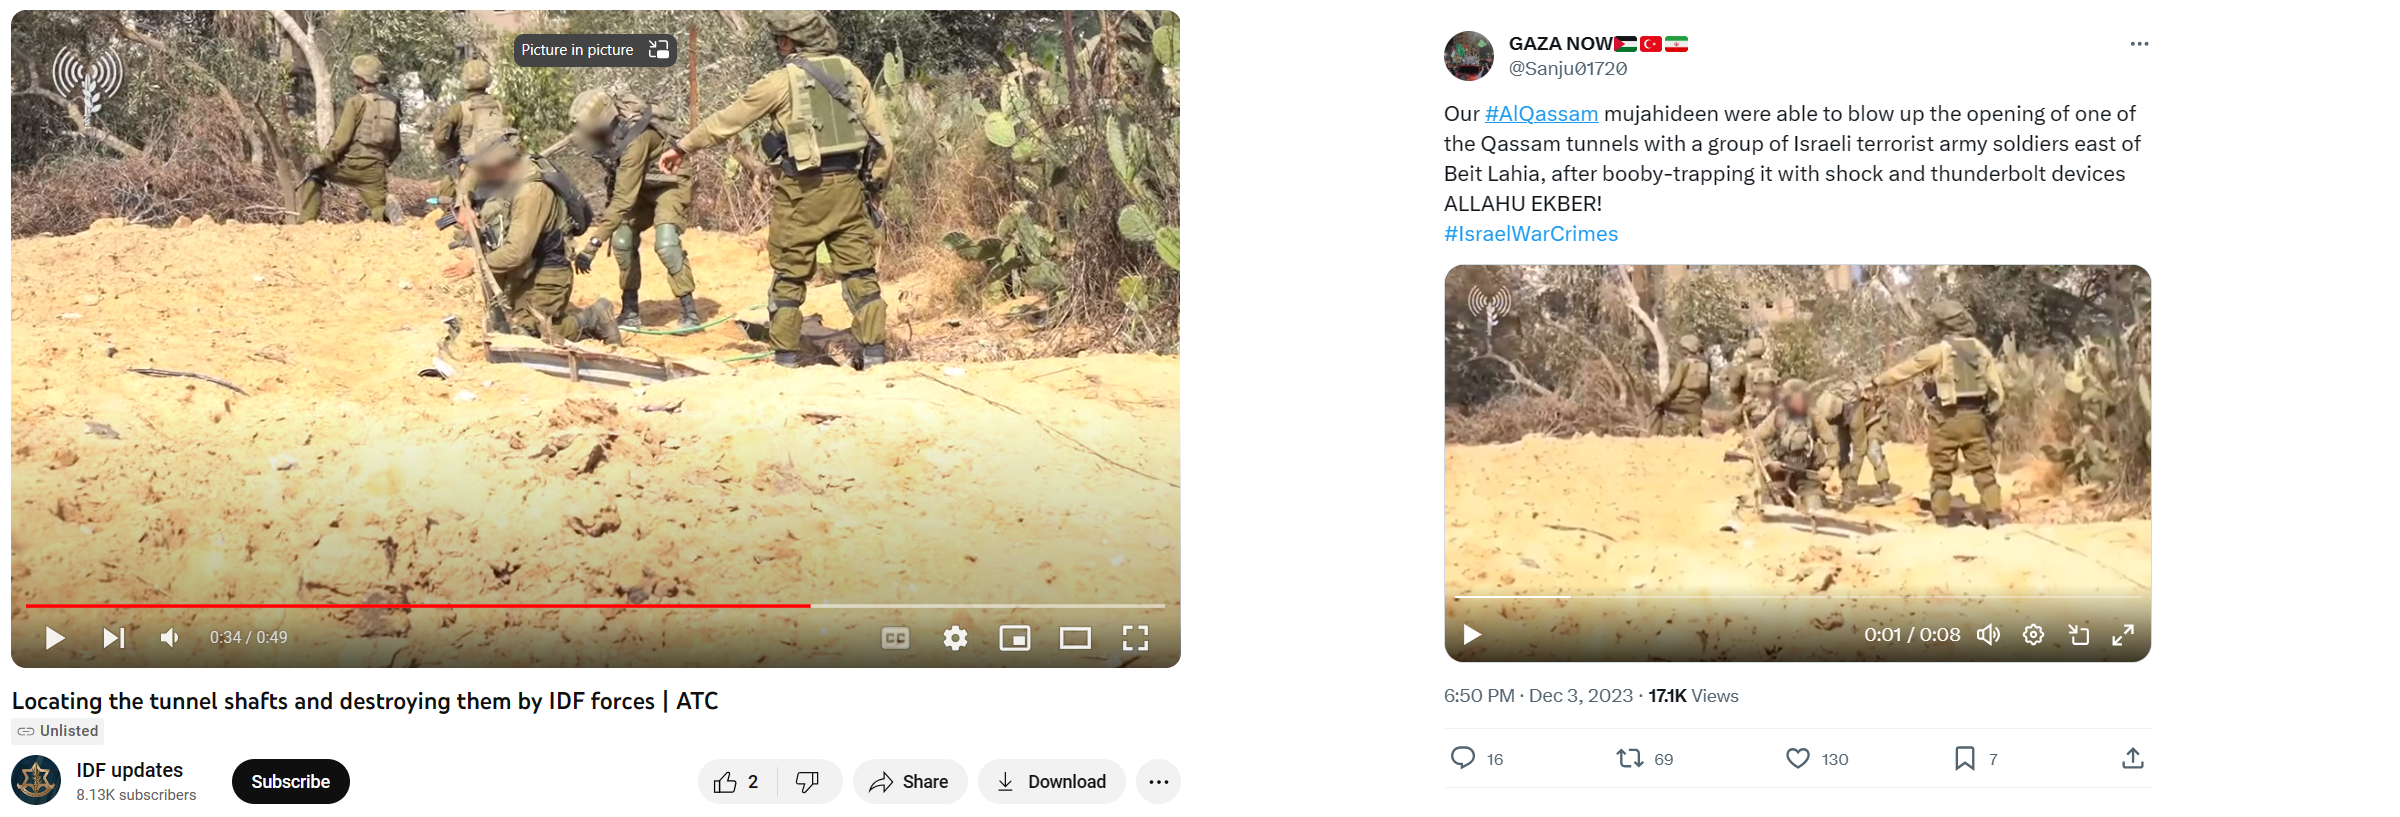 Picture in picture
0:34 / 0:49
CC
Locating the tunnel shafts and destroying them by IDF forces | ATC
Unlisted
IDF updates
8.13K subscribers
Subscribe
2
Share
Download
GAZA NOW🇵🇸🇹🇷🇮🇷
@Sanju01720
Our #AlQassam mujahideen were able to blow up the opening of one of
the Qassam tunnels with a group of Israeli terrorist army soldiers east of
Beit Lahia, after booby-trapping it with shock and thunderbolt devices
ALLAHU EKBER!
#IsraelWarCrimes
0:01 / 0:08
6:50 PM · Dec 3, 2023 · 17.1K Views
16
69
130
7